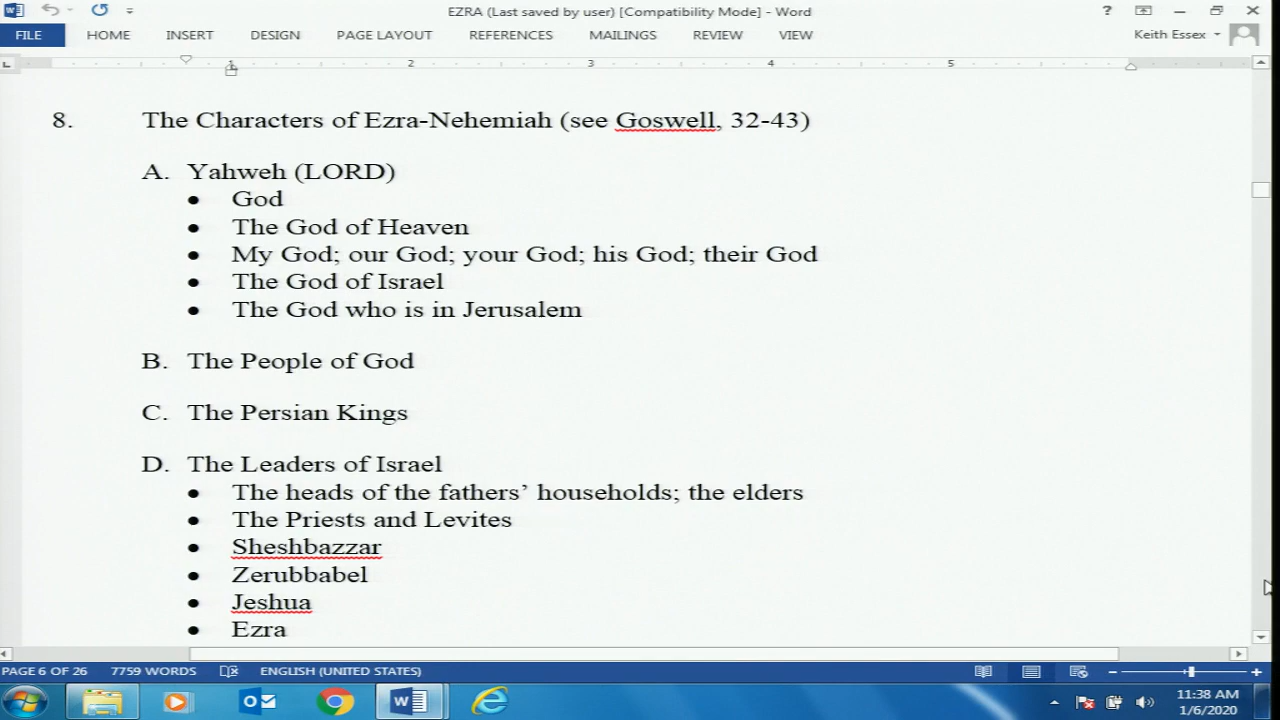 EZRA (Last saved by user) [Compatibility Mode] - Word
FILE HOME INSERT DESIGN PAGE LAYOUT REFERENCES MAILINGS REVIEW VIEW Keith Essex
1 2 3 4 5
8. The Characters of Ezra-Nehemiah (see Goswell, 32-43)
A. Yahweh (LORD)
• God
• The God of Heaven
• My God; our God; your God; his God; their God
• The God of Israel
• The God who is in Jerusalem
B. The People of God
C. The Persian Kings
D. The Leaders of Israel
• The heads of the fathers’ households; the elders
• The Priests and Levites
• Sheshbazzar
• Zerubbabel
• Jeshua
• Ezra
PAGE 6 OF 26 7759 WORDS ENGLISH (UNITED STATES)
11:38 AM
1/6/2020